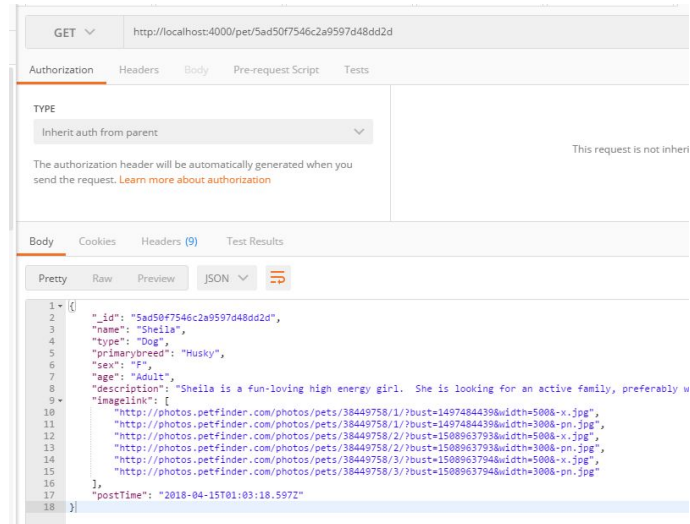 GET
http://localhost:4000/pet/5ad50f7546c2a9597d48dd2d
Authorization Headers Body Pre-request Script Tests
TYPE
Inherit auth from parent
This request is not inheri
The authorization header will be automatically generated when you
send the request. Learn more about authorization
Body Cookies Headers (9) Test Results
Pretty Raw Preview JSON
1 {
2 "_id": "5ad50f7546c2a9597d48dd2d",
3 "name": "Sheila",
4 "type": "Dog",
5 "primarybreed": "Husky",
6 "sex": "F",
7 "age": "Adult",
8 "description": "Sheila is a fun-loving high energy girl.  She is looking for an active family, preferably w
9 "imagelink": [
10 "http://photos.petfinder.com/photos/pets/38449758/1/?bust=1497484439&width=500&-x.jpg",
11 "http://photos.petfinder.com/photos/pets/38449758/1/?bust=1497484439&width=300&-pn.jpg",
12 "http://photos.petfinder.com/photos/pets/38449758/2/?bust=1508963793&width=500&-x.jpg",
13 "http://photos.petfinder.com/photos/pets/38449758/2/?bust=1508963793&width=300&-pn.jpg",
14 "http://photos.petfinder.com/photos/pets/38449758/3/?bust=1508963794&width=500&-x.jpg",
15 "http://photos.petfinder.com/photos/pets/38449758/3/?bust=1508963794&width=300&-pn.jpg"
16 ],
17 "postTime": "2018-04-15T01:03:18.597Z"
18 }